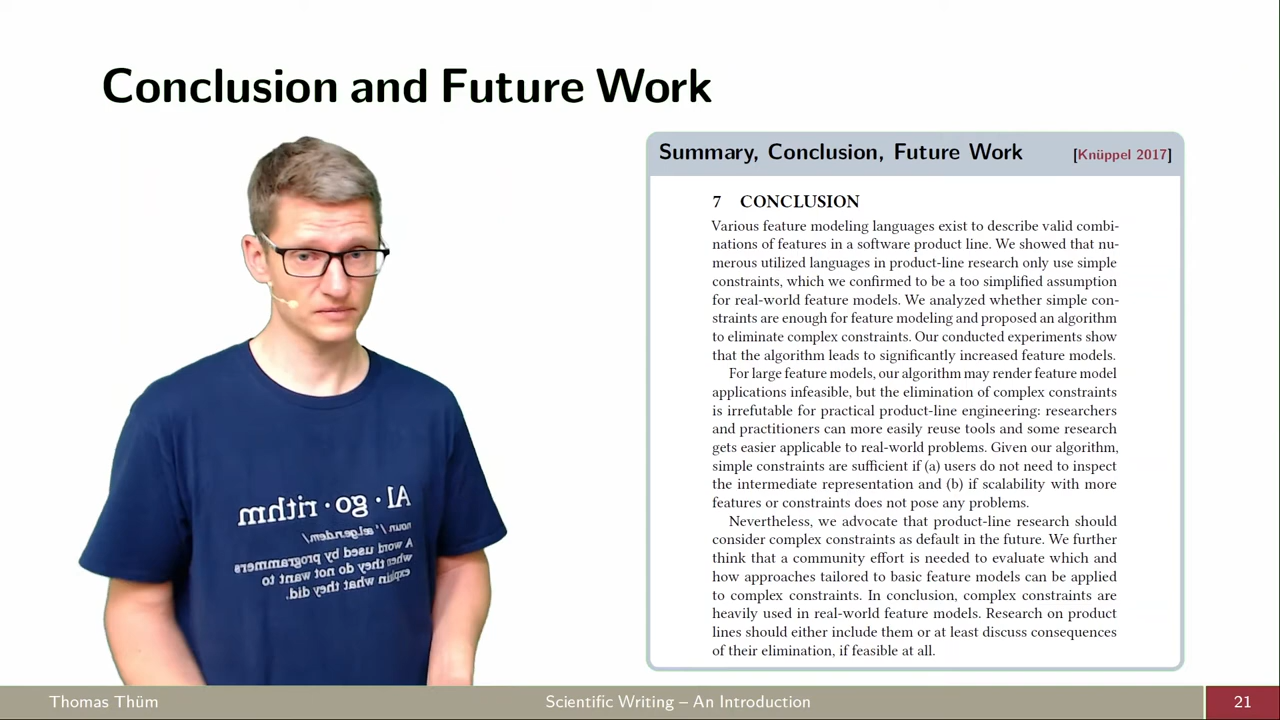 Conclusion and Future Work
Al·go·rithm
noun /ˈæl.gə.rɪ.ðəm/
A word used by programmers
when they do not want to
explain what they did.
Summary, Conclusion, Future Work [Knüppel 2017]
7 CONCLUSION
Various feature modeling languages exist to describe valid combi-
nations of features in a software product line. We showed that nu-
merous utilized languages in product-line research only use simple
constraints, which we confirmed to be a too simplified assumption
for real-world feature models. We analyzed whether simple con-
straints are enough for feature modeling and proposed an algorithm
to eliminate complex constraints. Our conducted experiments show
that the algorithm leads to significantly increased feature models.
For large feature models, our algorithm may render feature model
applications infeasible, but the elimination of complex constraints
is irrefutable for practical product-line engineering: researchers
and practitioners can more easily reuse tools and some research
gets easier applicable to real-world problems. Given our algorithm,
simple constraints are sufficient if (a) users do not need to inspect
the intermediate representation and (b) if scalability with more
features or constraints does not pose any problems.
Nevertheless, we advocate that product-line research should
consider complex constraints as default in the future. We further
think that a community effort is needed to evaluate which and
how approaches tailored to basic feature models can be applied
to complex constraints. In conclusion, complex constraints are
heavily used in real-world feature models. Research on product
lines should either include them or at least discuss consequences
of their elimination, if feasible at all.
Thomas Thüm Scientific Writing – An Introduction 21